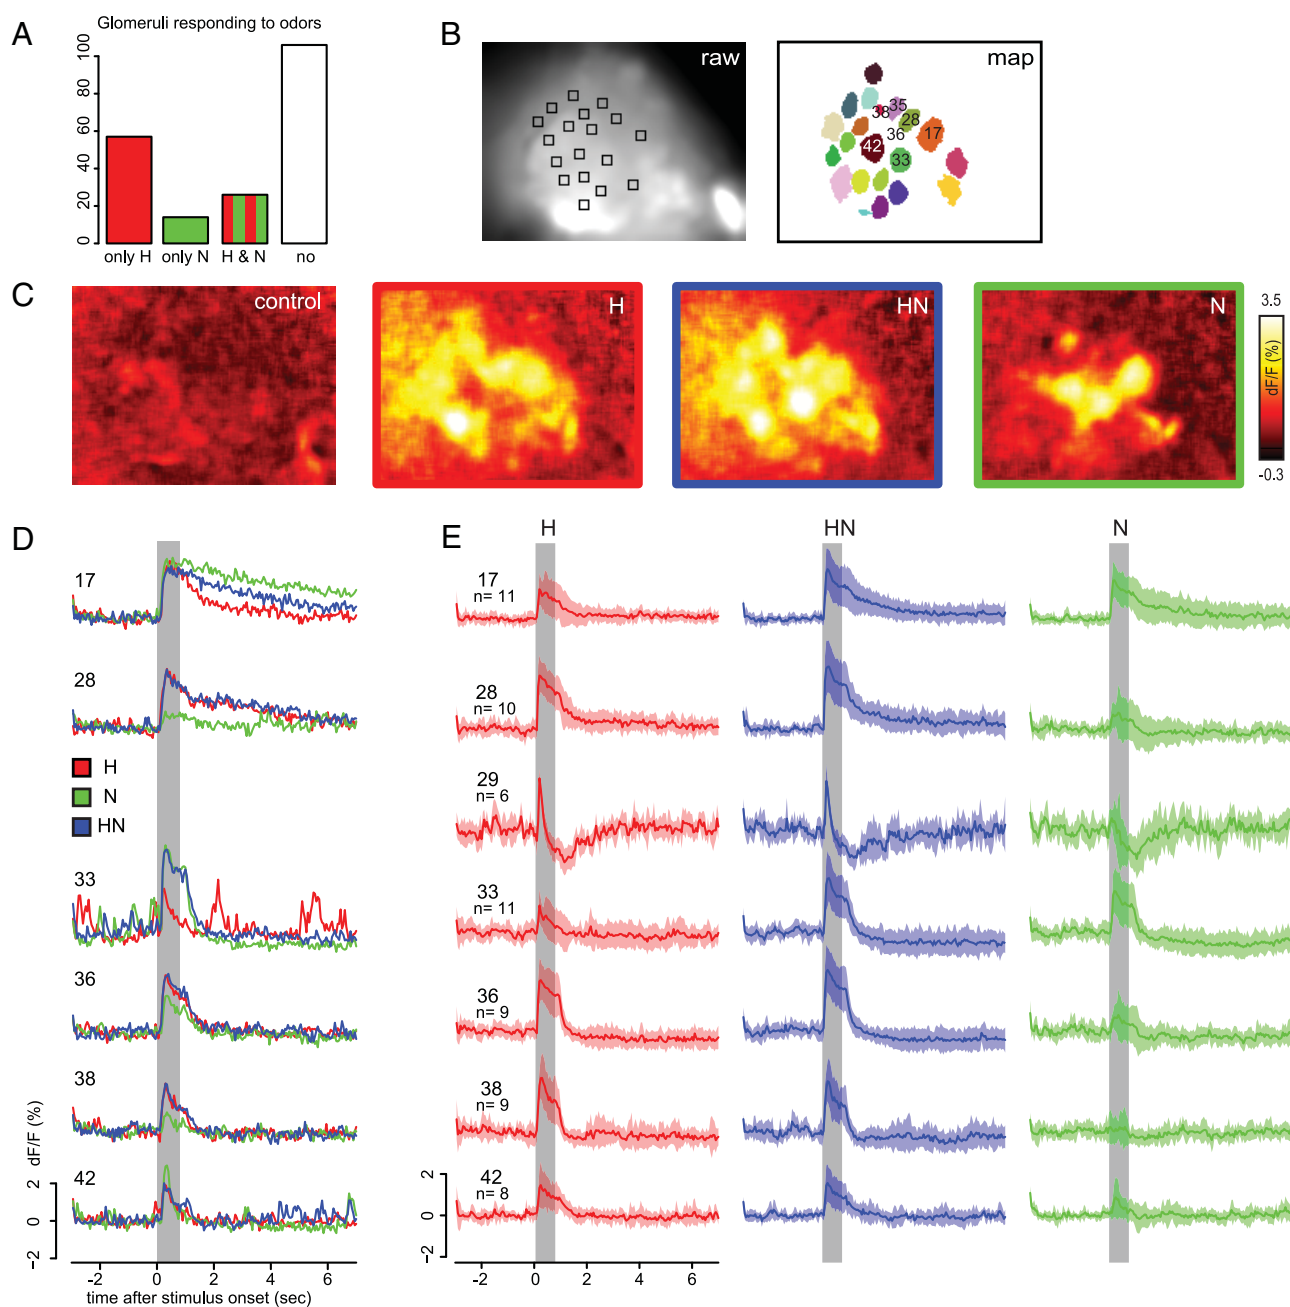 A
Glomeruli responding to odors
100
80
60
40
20
0
only H
only N
H & N
no
B
raw
map
35
38
28
36
17
42
33
C
control
H
HN
N
3.5
dF/F (%)
-0.3
D
17
28
H
N
HN
33
36
38
42
dF/F (%)
2
0
-2
-2
0
2
4
6
time after stimulus onset (sec)
E
H
HN
N
17
n= 11
28
n= 10
29
n= 6
33
n= 11
36
n= 9
38
n= 9
42
n= 8
2
0
-2
-2
0
2
4
6